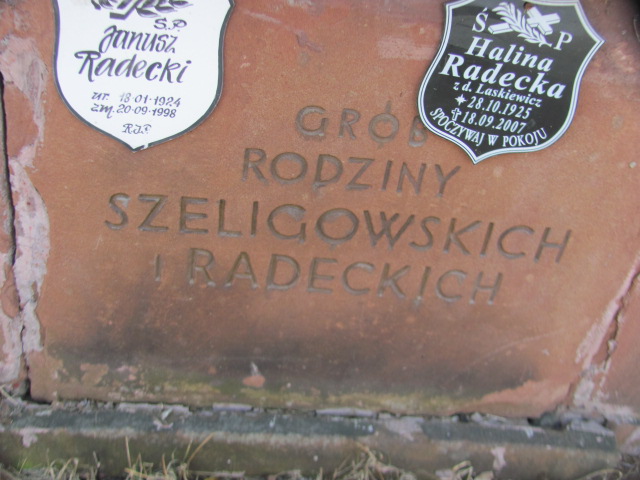 Ś.P.
Janusz
Radecki
ur. 18·01·1924
zm. 20·09·1998
R.J.F.
Ś P
Halina
Radecka
z d. Laskiewicz
28.10.1925
18.09.2007
SPOCZYWAJ W POKOJU
GRÓB
RODZINY
SZELIGOWSKICH
I RADECKICH